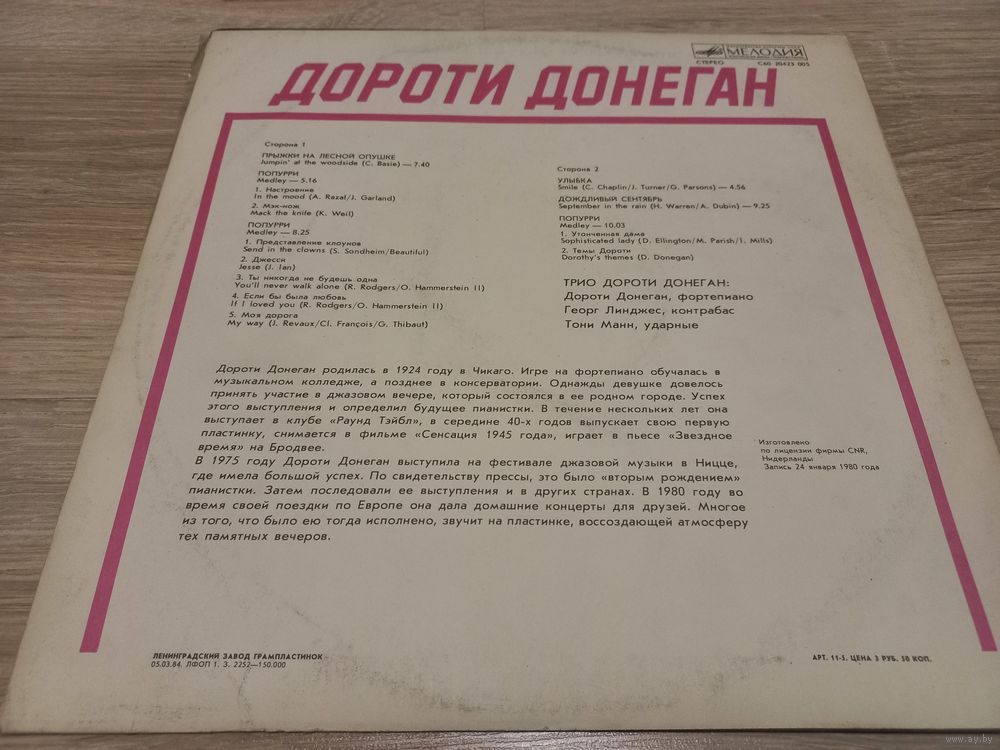 МЕЛОДИЯ
СТЕРЕО С60 20423 005
ДОРОТИ ДОНЕГАН
Сторона 1
ПРЫЖКИ НА ЛЕСНОЙ ОПУШКЕ
Jumpin' at the woodside (C. Basie) — 7.40
ПОПУРРИ
Medley — 5.16
1. Настроение
In the mood (A. Razaf/J. Garland)
2. Мэк-нож
Mack the knife (K. Weil)
ПОПУРРИ
Medley — 8.25
1. Представление клоунов
Send in the clowns (S. Sondheim/Beautiful)
2. Джесси
Jesse (J. Ian)
3. Ты никогда не будешь одна
You'll never walk alone (R. Rodgers/O. Hammerstein II)
4. Если бы была любовь
If I loved you (R. Rodgers/O. Hammerstein II)
5. Моя дорога
My way (J. Revaux/Cl. François/G. Thibaut)
Сторона 2
УЛЫБКА
Smile (C. Chaplin/J. Turner/G. Parsons) — 4.56
ДОЖДЛИВЫЙ СЕНТЯБРЬ
September in the rain (H. Warren/A. Dubin) — 9.25
ПОПУРРИ
Medley — 10.03
1. Утонченная дама
Sophisticated lady (D. Ellington/M. Parish/I. Mills)
2. Темы Дороти
Dorothy's themes (D. Donegan)
ТРИО ДОРОТИ ДОНЕГАН:
Дороти Донеган, фортепиано
Георг Линджес, контрабас
Тони Манн, ударные
Дороти Донеган родилась в 1924 году в Чикаго. Игре на фортепиано обучалась в
музыкальном колледже, а позднее в консерватории. Однажды девушке довелось
принять участие в джазовом вечере, который состоялся в ее родном городе. Успех
этого выступления и определил будущее пианистки. В течение нескольких лет она
выступает в клубе «Раунд Тэйбл», в середине 40-х годов выпускает свою первую
пластинку, снимается в фильме «Сенсация 1945 года», играет в пьесе «Звездное
время» на Бродвее.
В 1975 году Дороти Донеган выступила на фестивале джазовой музыки в Ницце,
где имела большой успех. По свидетельству прессы, это было «вторым рождением»
пианистки. Затем последовали ее выступления и в других странах. В 1980 году во
время своей поездки по Европе она дала домашние концерты для друзей. Многое
из того, что было ею тогда исполнено, звучит на пластинке, воссоздающей атмосферу
тех памятных вечеров.
Изготовлено
по лицензии фирмы CNR,
Нидерланды
Запись 24 января 1980 года
ЛЕНИНГРАДСКИЙ ЗАВОД ГРАМПЛАСТИНОК
05.03.84. ЛФОП 1. З. 2252—150.000
АРТ. 11-5. ЦЕНА 3 РУБ. 50 КОП.
www.ay.by